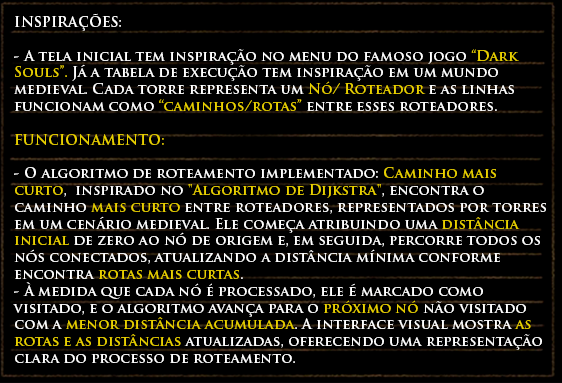 INSPIRAÇÕES:
- A TELA INICIAL TEM INSPIRAÇÃO NO MENU DO FAMOSO JOGO “DARK
SOULS”. JÁ A TABELA DE EXECUÇÃO TEM INSPIRAÇÃO EM UM MUNDO
MEDIEVAL. CADA TORRE REPRESENTA UM NÓ/ ROTEADOR E AS LINHAS
FUNCIONAM COMO “CAMINHOS/ROTAS” ENTRE ESSES ROTEADORES.
FUNCIONAMENTO:
- O ALGORITMO DE ROTEAMENTO IMPLEMENTADO: CAMINHO MAIS
CURTO, INSPIRADO NO "ALGORITMO DE DIJKSTRA", ENCONTRA O
CAMINHO MAIS CURTO ENTRE ROTEADORES, REPRESENTADOS POR TORRES
EM UM CENÁRIO MEDIEVAL. ELE COMEÇA ATRIBUINDO UMA DISTÂNCIA
INICIAL DE ZERO AO NÓ DE ORIGEM E, EM SEGUIDA, PERCORRE TODOS OS
NÓS CONECTADOS, ATUALIZANDO A DISTÂNCIA MÍNIMA CONFORME
ENCONTRA ROTAS MAIS CURTAS.
- À MEDIDA QUE CADA NÓ É PROCESSADO, ELE É MARCADO COMO
VISITADO, E O ALGORITMO AVANÇA PARA O PRÓXIMO NÓ NÃO VISITADO
COM A MENOR DISTÂNCIA ACUMULADA. A INTERFACE VISUAL MOSTRA AS
ROTAS E AS DISTÂNCIAS ATUALIZADAS, OFERECENDO UMA REPRESENTAÇÃO
CLARA DO PROCESSO DE ROTEAMENTO.